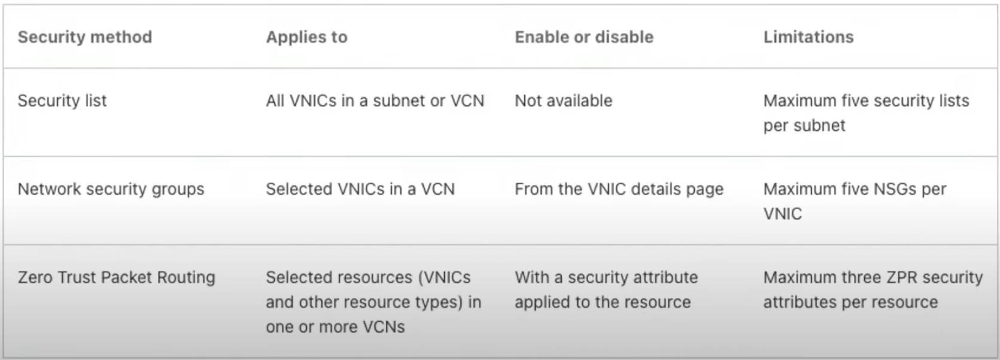 Security method Applies to Enable or disable Limitations
Security list All VNICs in a subnet or VCN Not available Maximum five security lists
per subnet
Network security groups Selected VNICs in a VCN From the VNIC details page Maximum five NSGs per
VNIC
Zero Trust Packet Routing Selected resources (VNICs With a security attribute Maximum three ZPR security
and other resource types) in applied to the resource attributes per resource
one or more VCNs